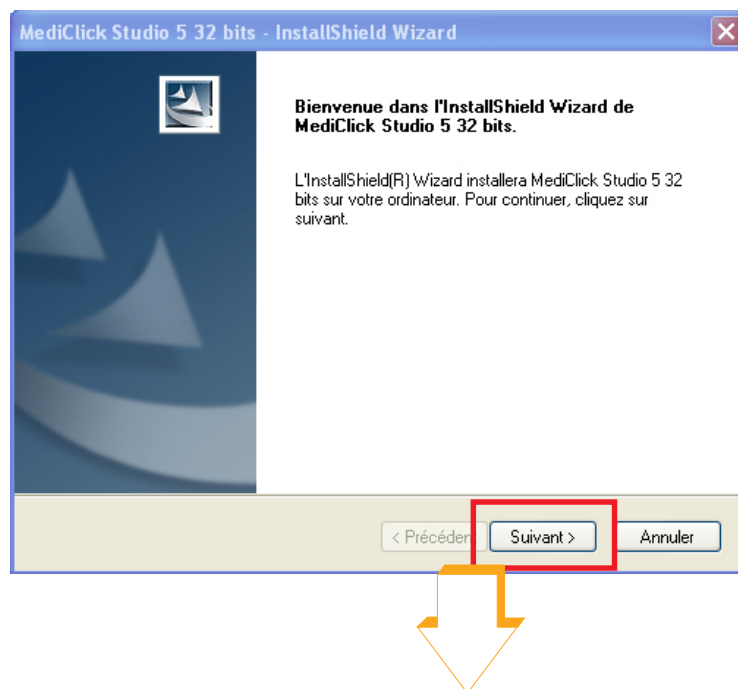 MediClick Studio 5 32 bits - InstallShield Wizard
Bienvenue dans l'InstallShield Wizard de
MediClick Studio 5 32 bits.
L'InstallShield(R) Wizard installera MediClick Studio 5 32
bits sur votre ordinateur. Pour continuer, cliquez sur
suivant.
< Précéden Suivant > Annuler